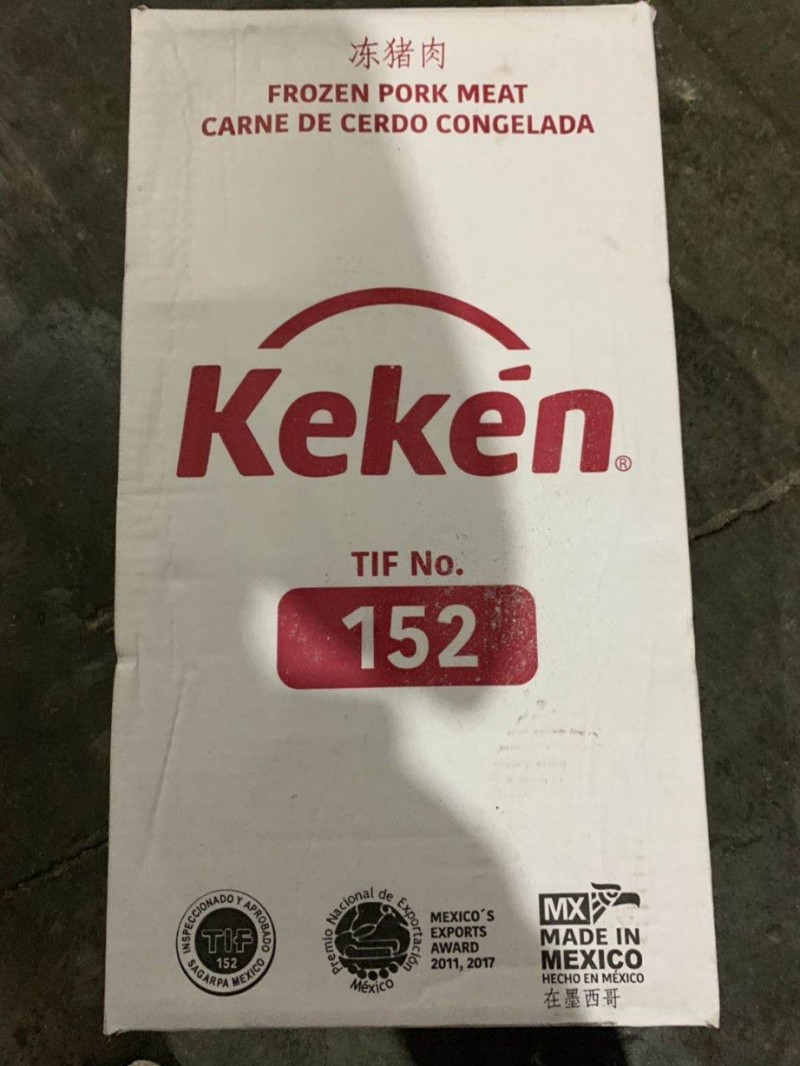 冻猪肉
FROZEN PORK MEAT
CARNE DE CERDO CONGELADA
Kekén®
TIF No.
152
INSPECCIONADO Y APROBADO
TIF
152
SAGARPA MEXICO
Premio Nacional de Exportación
México
MEXICO´S
EXPORTS
AWARD
2011, 2017
MX
MADE IN
MEXICO
HECHO EN MÉXICO
在墨西哥